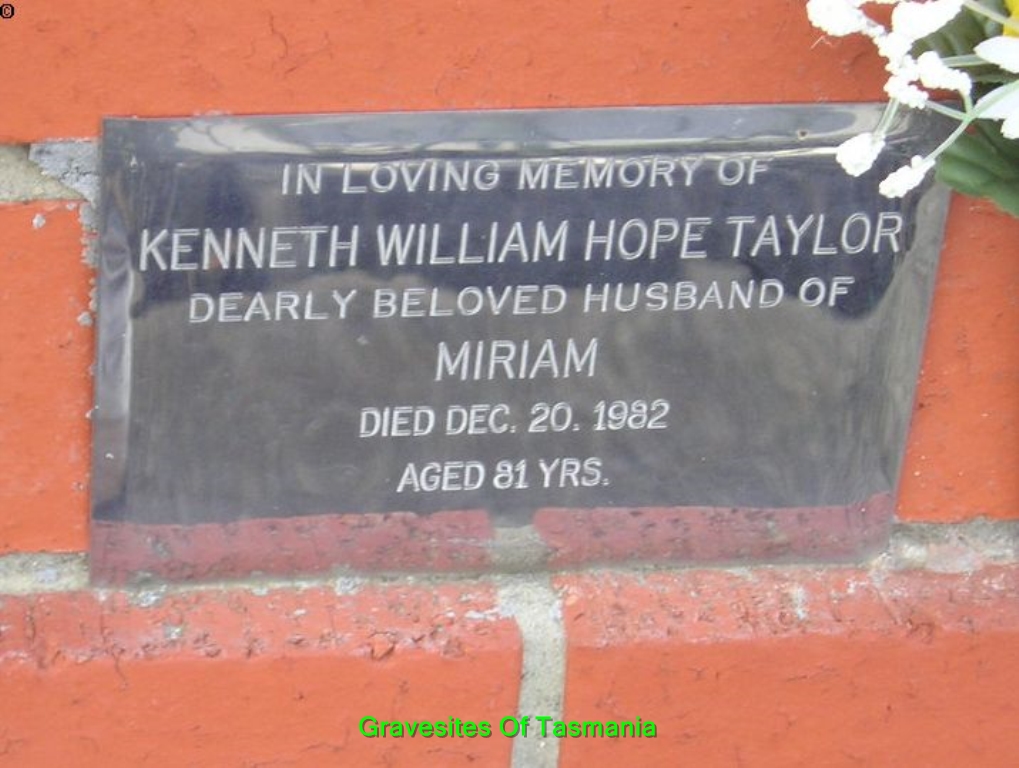 ©
IN LOVING MEMORY OF
KENNETH WILLIAM HOPE TAYLOR
DEARLY BELOVED HUSBAND OF
MIRIAM
DIED DEC. 20. 1982
AGED 81 YRS.
Gravesites Of Tasmania